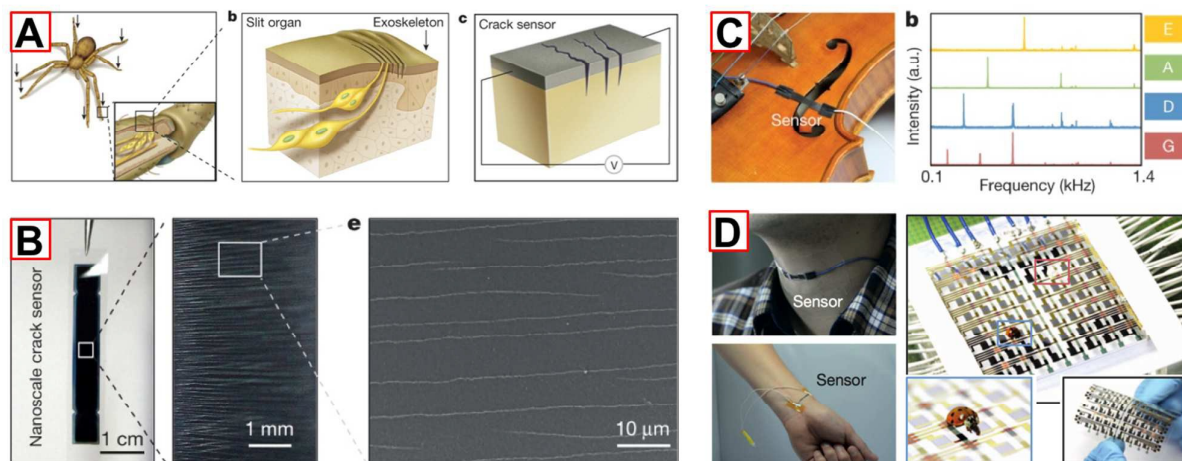 A
b
Slit organ
Exoskeleton
c
Crack sensor
V
B
Nanoscale crack sensor
1 cm
1 mm
e
10 μm
C
Sensor
b
Intensity (a.u.)
E
A
D
G
0.1
1.4
Frequency (kHz)
D
Sensor
Sensor